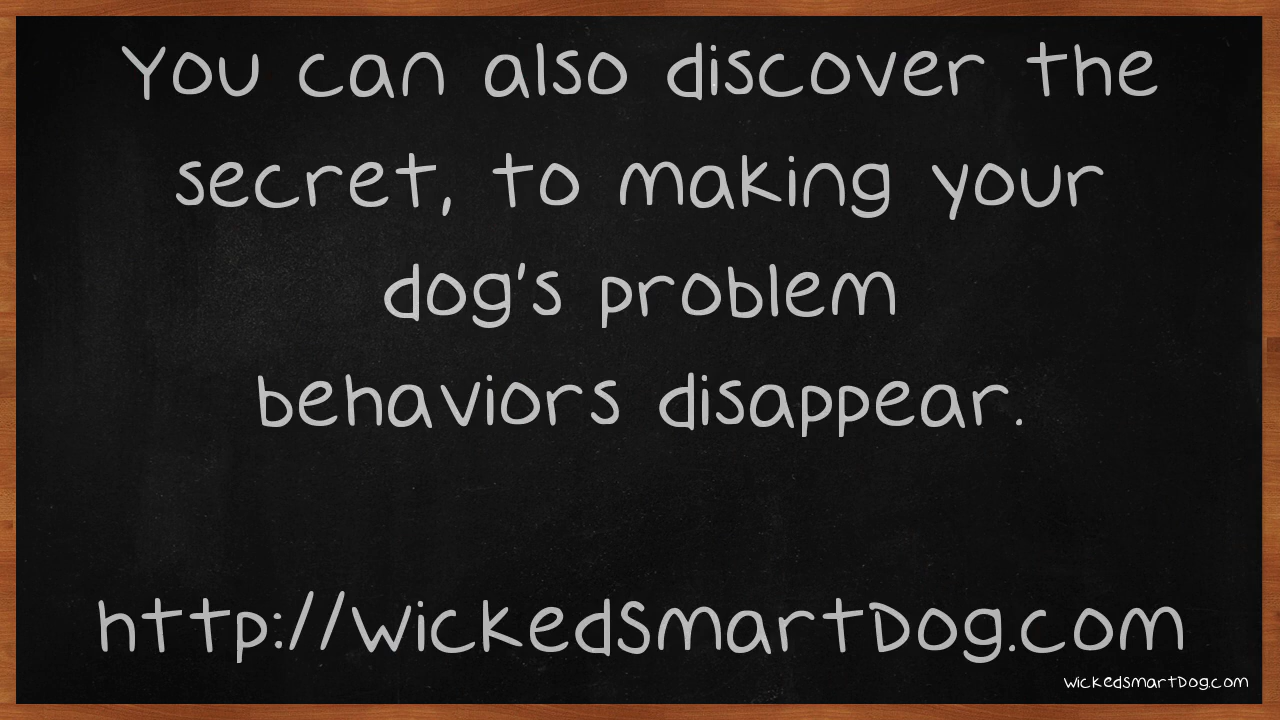 You can also discover the
secret, to making your
dog's problem
behaviors disappear.
http://WickedSmartDog.com
WickedSmartDog.com